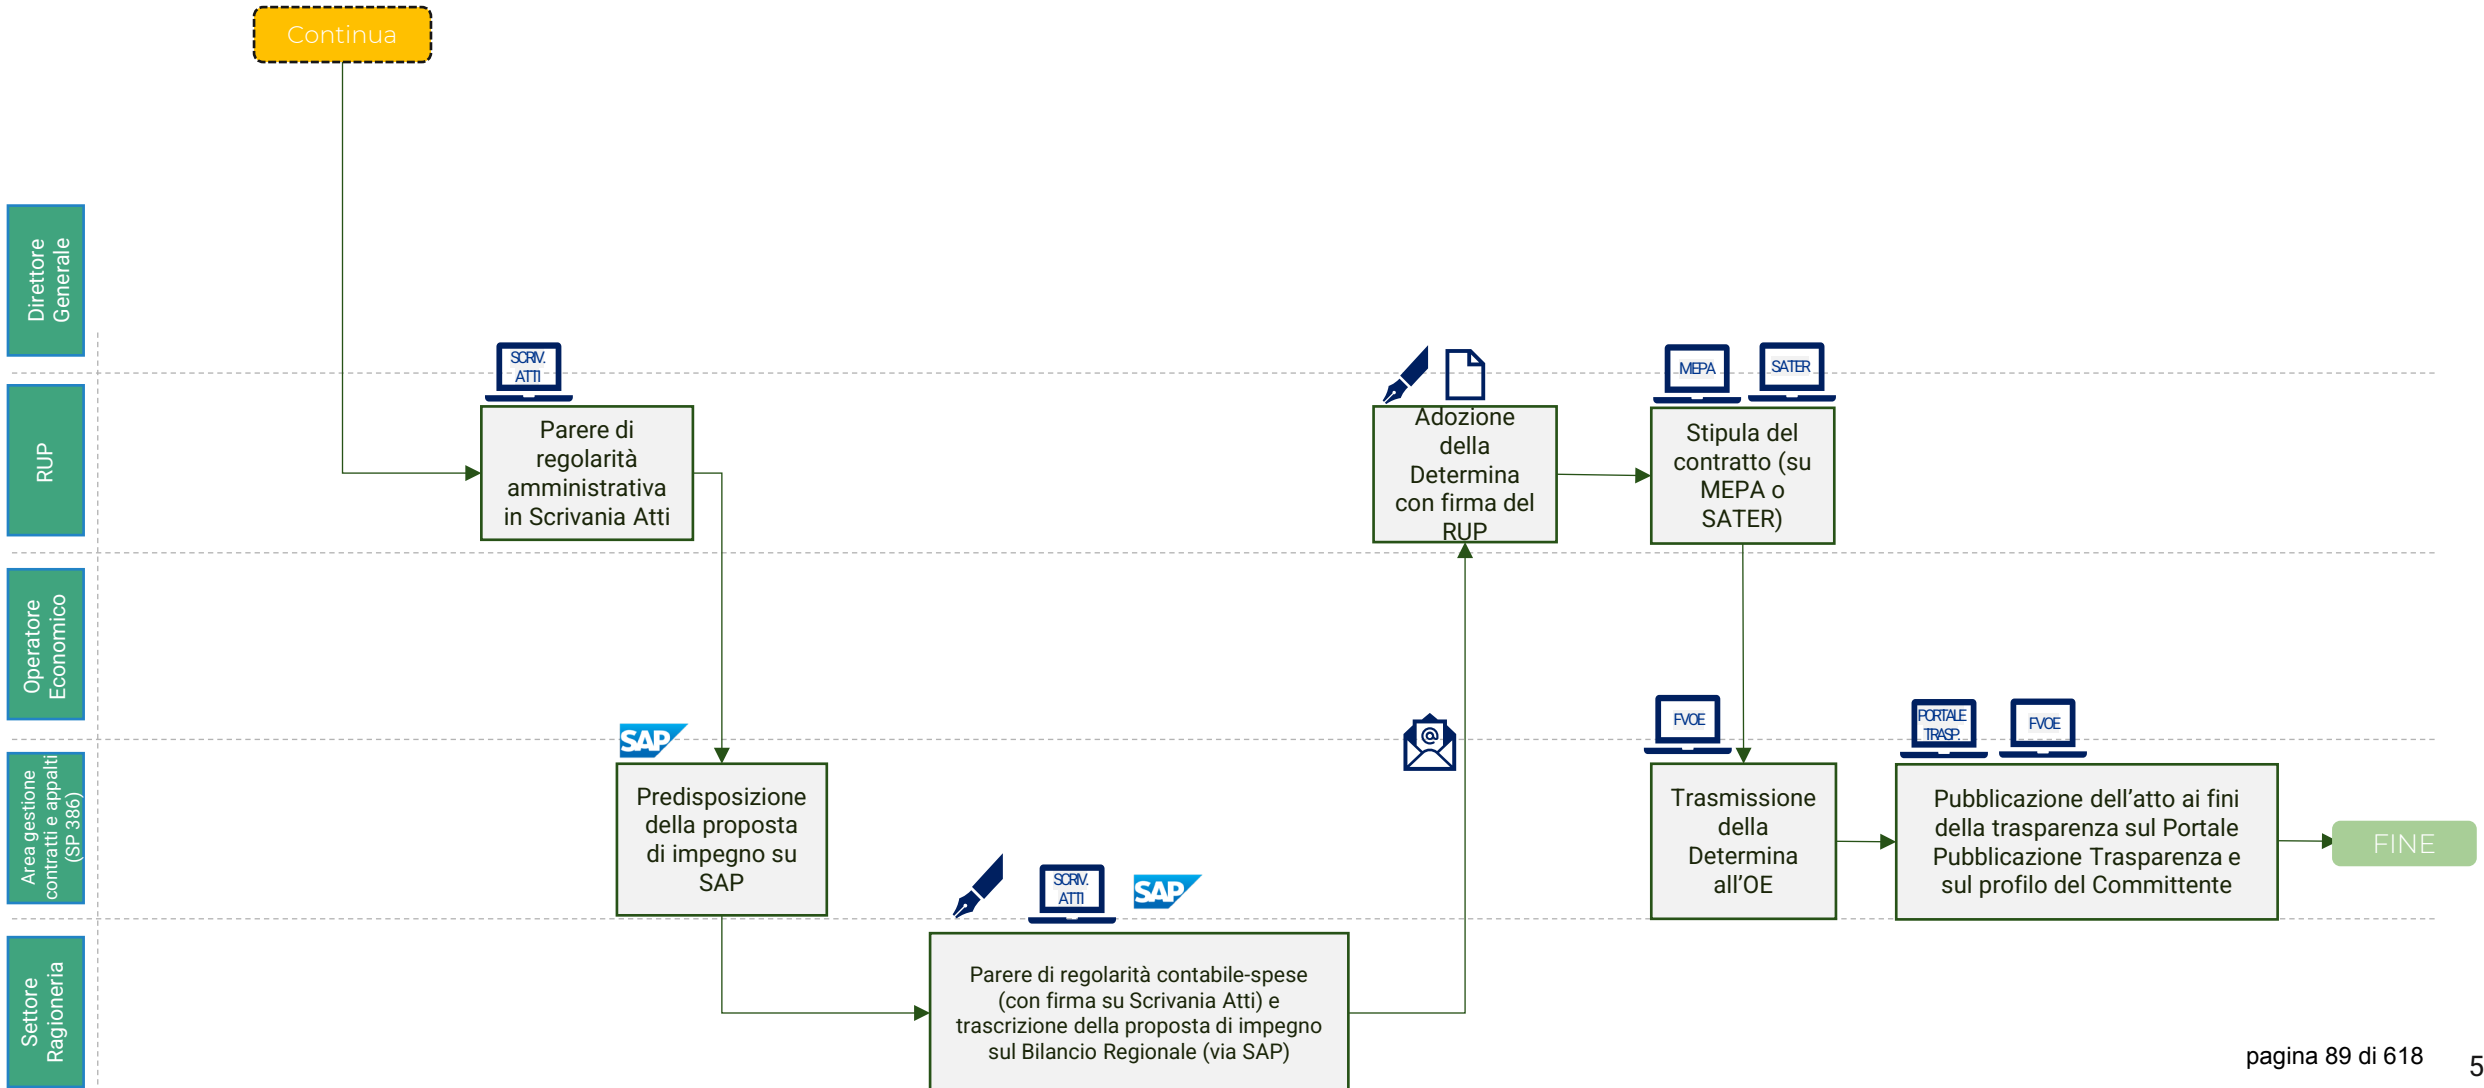 Continua
Direttore
Generale
SCRIV.
ATTI
MEPA
SATER
RUP
Parere di
regolarità
amministrativa
in Scrivania Atti
Adozione
della
Determina
con firma del
RUP
Stipula del
contratto (su
MEPA o
SATER)
Operatore
Economico
SAP
@
FVOE
PORTALE
TRASP.
FVOE
Area gestione
contratti e appalti
(SP 386)
Predisposizione
della proposta
di impegno su
SAP
Trasmissione
della
Determina
all'OE
Pubblicazione dell'atto ai fini
della trasparenza sul Portale
Pubblicazione Trasparenza e
sul profilo del Committente
FINE
SCRIV.
ATTI
SAP
Settore
Ragioneria
Parere di regolarità contabile-spese
(con firma su Scrivania Atti) e
trascrizione della proposta di impegno
sul Bilancio Regionale (via SAP)
pagina 89 di 618
5